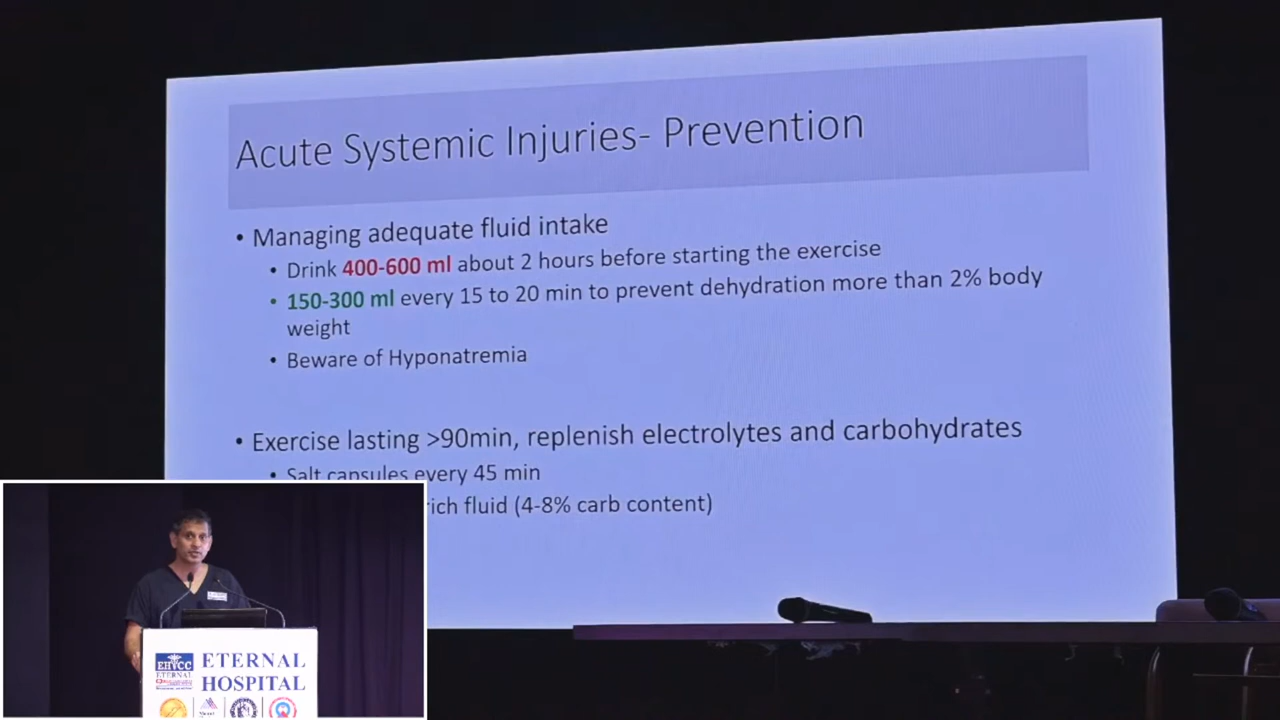 Acute Systemic Injuries- Prevention
• Managing adequate fluid intake
• Drink 400-600 ml about 2 hours before starting the exercise
• 150-300 ml every 15 to 20 min to prevent dehydration more than 2% body
weight
• Beware of Hyponatremia
• Exercise lasting >90min, replenish electrolytes and carbohydrates
• Salt capsules every 45 min
rich fluid (4-8% carb content)
EHCC
ETERNAL
ETERNAL
HOSPITAL